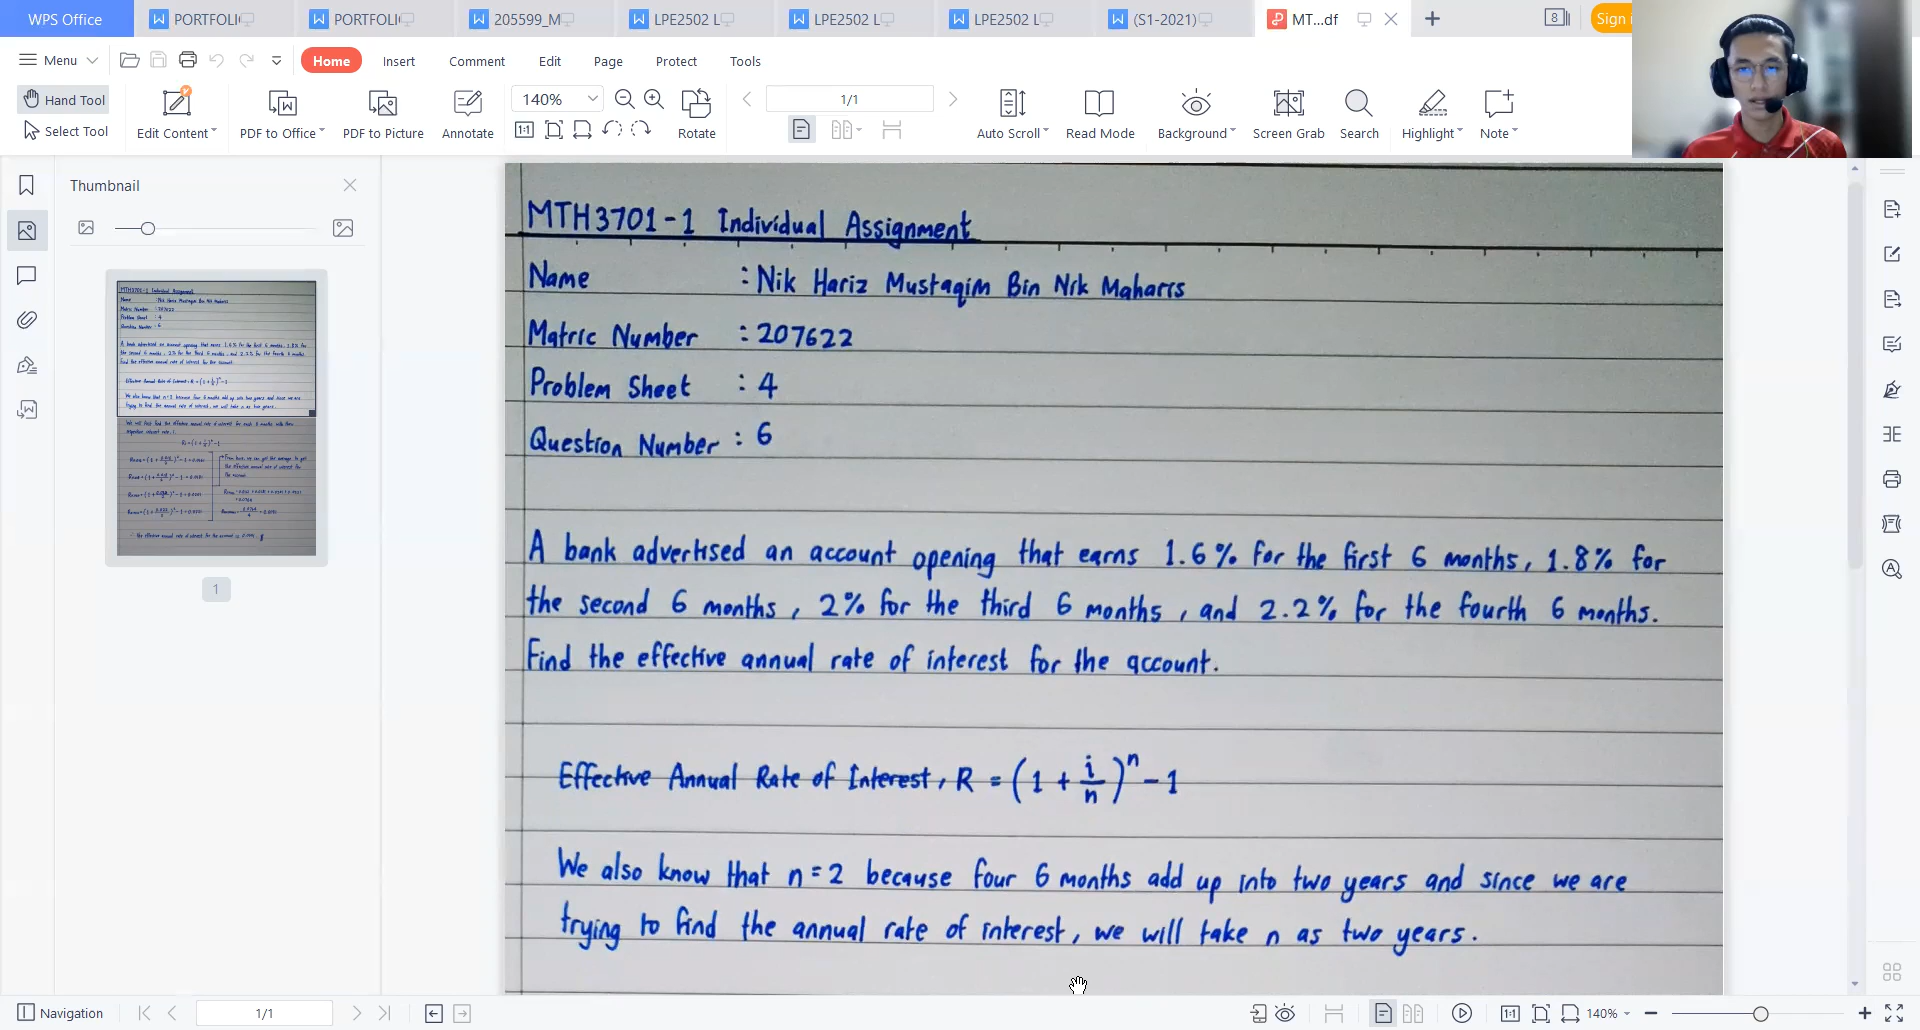 WPS Office
PORTFOLI
PORTFOLI
205599_M
LPE2502 L
LPE2502 L
LPE2502 L
(S1-2021)
MT...df
8
Sign i
Menu
Home
Insert
Comment
Edit
Page
Protect
Tools
Hand Tool
Select Tool
Edit Content
PDF to Office
PDF to Picture
Annotate
140%
1:1
Rotate
1/1
Auto Scroll
Read Mode
Background
Screen Grab
Search
Highlight
Note
Thumbnail
1
MTH3701-1 Individual Assignment
Name : Nik Hariz Mustaqim Bin Nik Maharis
Matric Number : 207622
Problem Sheet : 4
Question Number : 6
A bank advertised an account opening that earns 1.6% for the first 6 months, 1.8% for
the second 6 months, 2% for the third 6 months, and 2.2% for the fourth 6 months.
Find the effective annual rate of interest for the account.
Effective Annual Rate of Interest, R = (1 + i/n)^n - 1
We also know that n=2 because four 6 months add up into two years and since we are
trying to find the annual rate of interest, we will take n as two years.
Navigation
1/1
1:1
140%